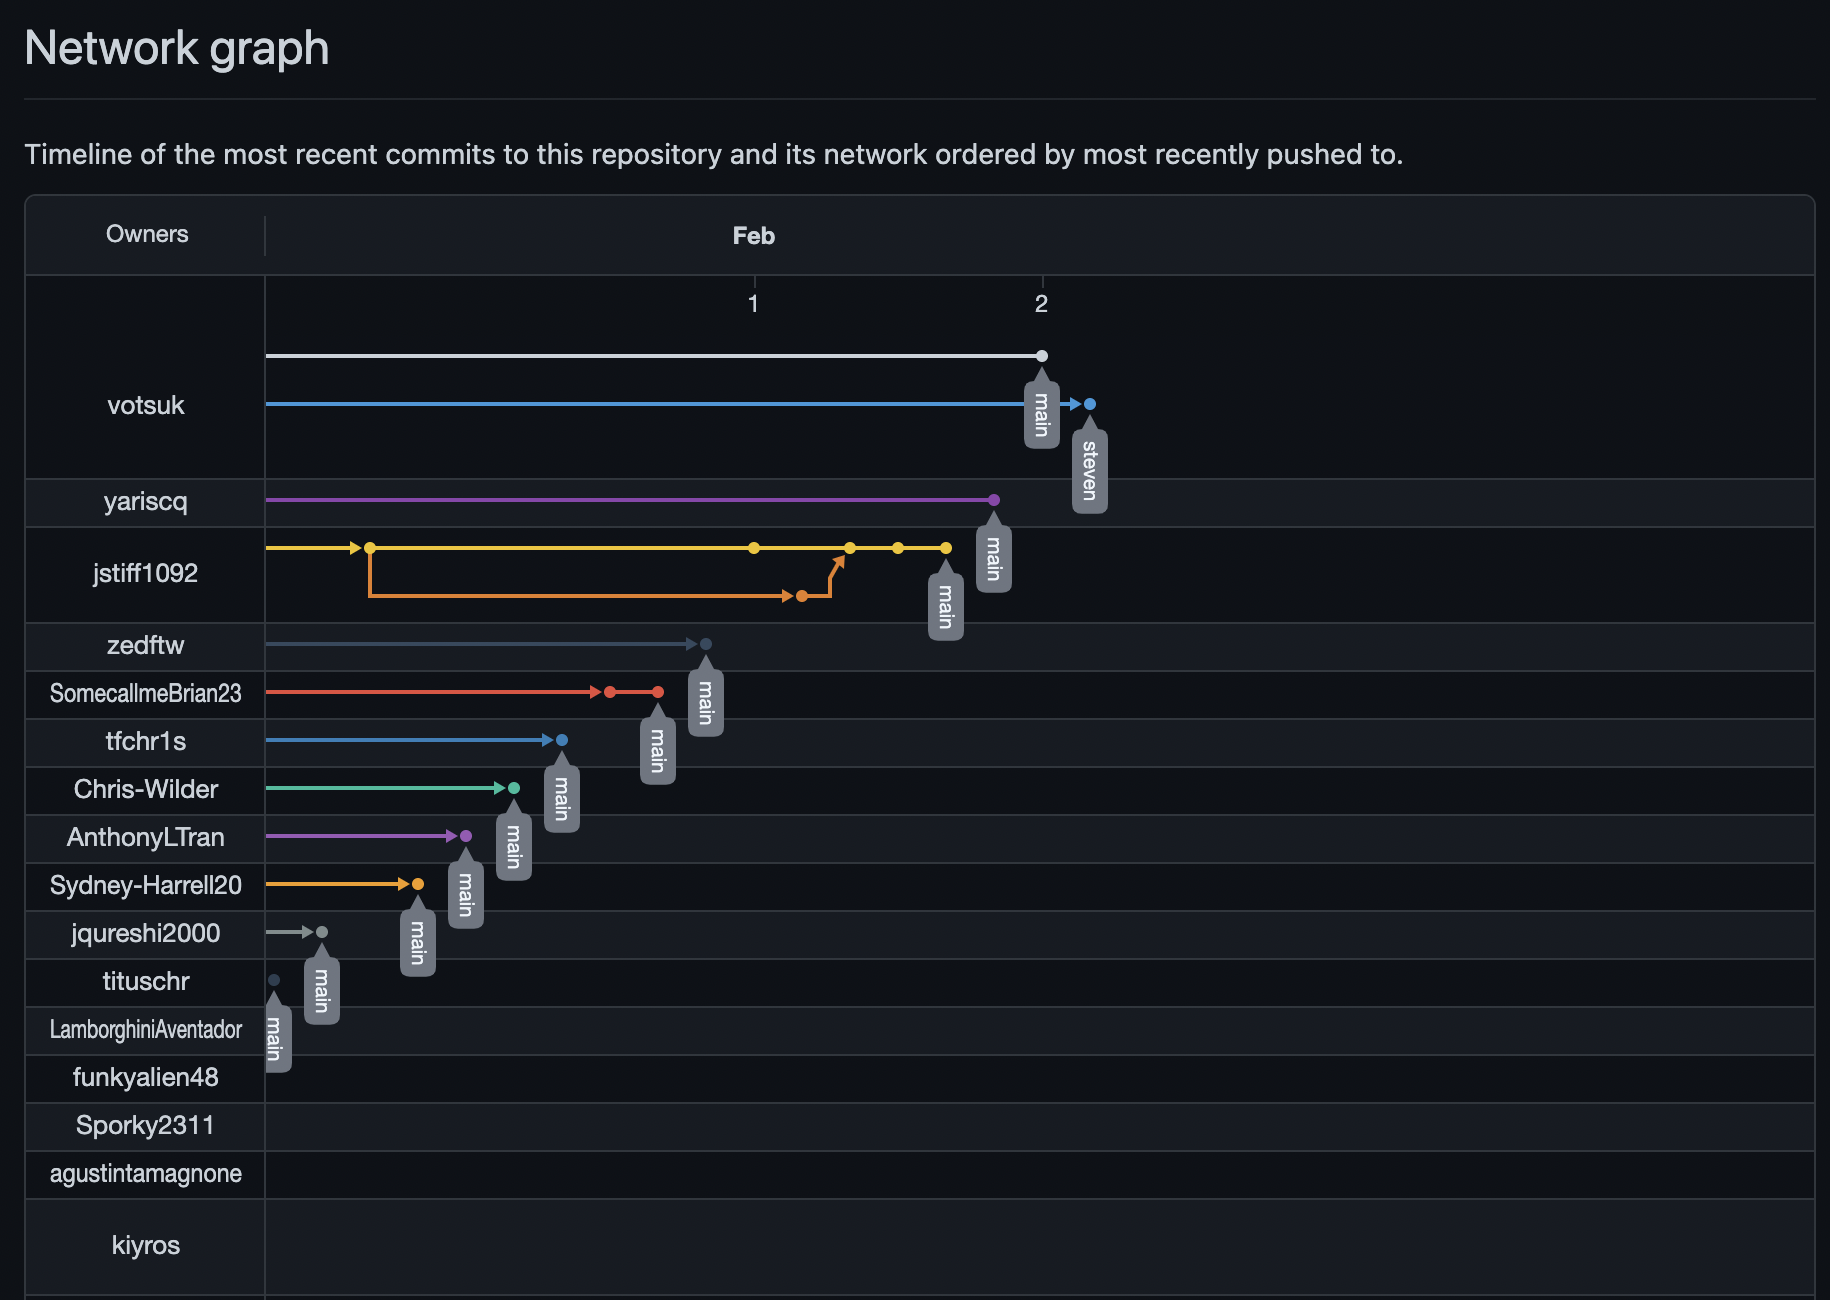 Network graph
Timeline of the most recent commits to this repository and its network ordered by most recently pushed to.
Owners
Feb
1
2
votsuk
main
steven
yariscq
main
jstiff1092
main
zedftw
main
SomecallmeBrian23
main
tfchr1s
main
Chris-Wilder
main
AnthonyLTran
main
Sydney-Harrell20
main
jqureshi2000
main
tituschr
main
LamborghiniAventador
funkyalien48
Sporky2311
agustintamagnone
kiyros